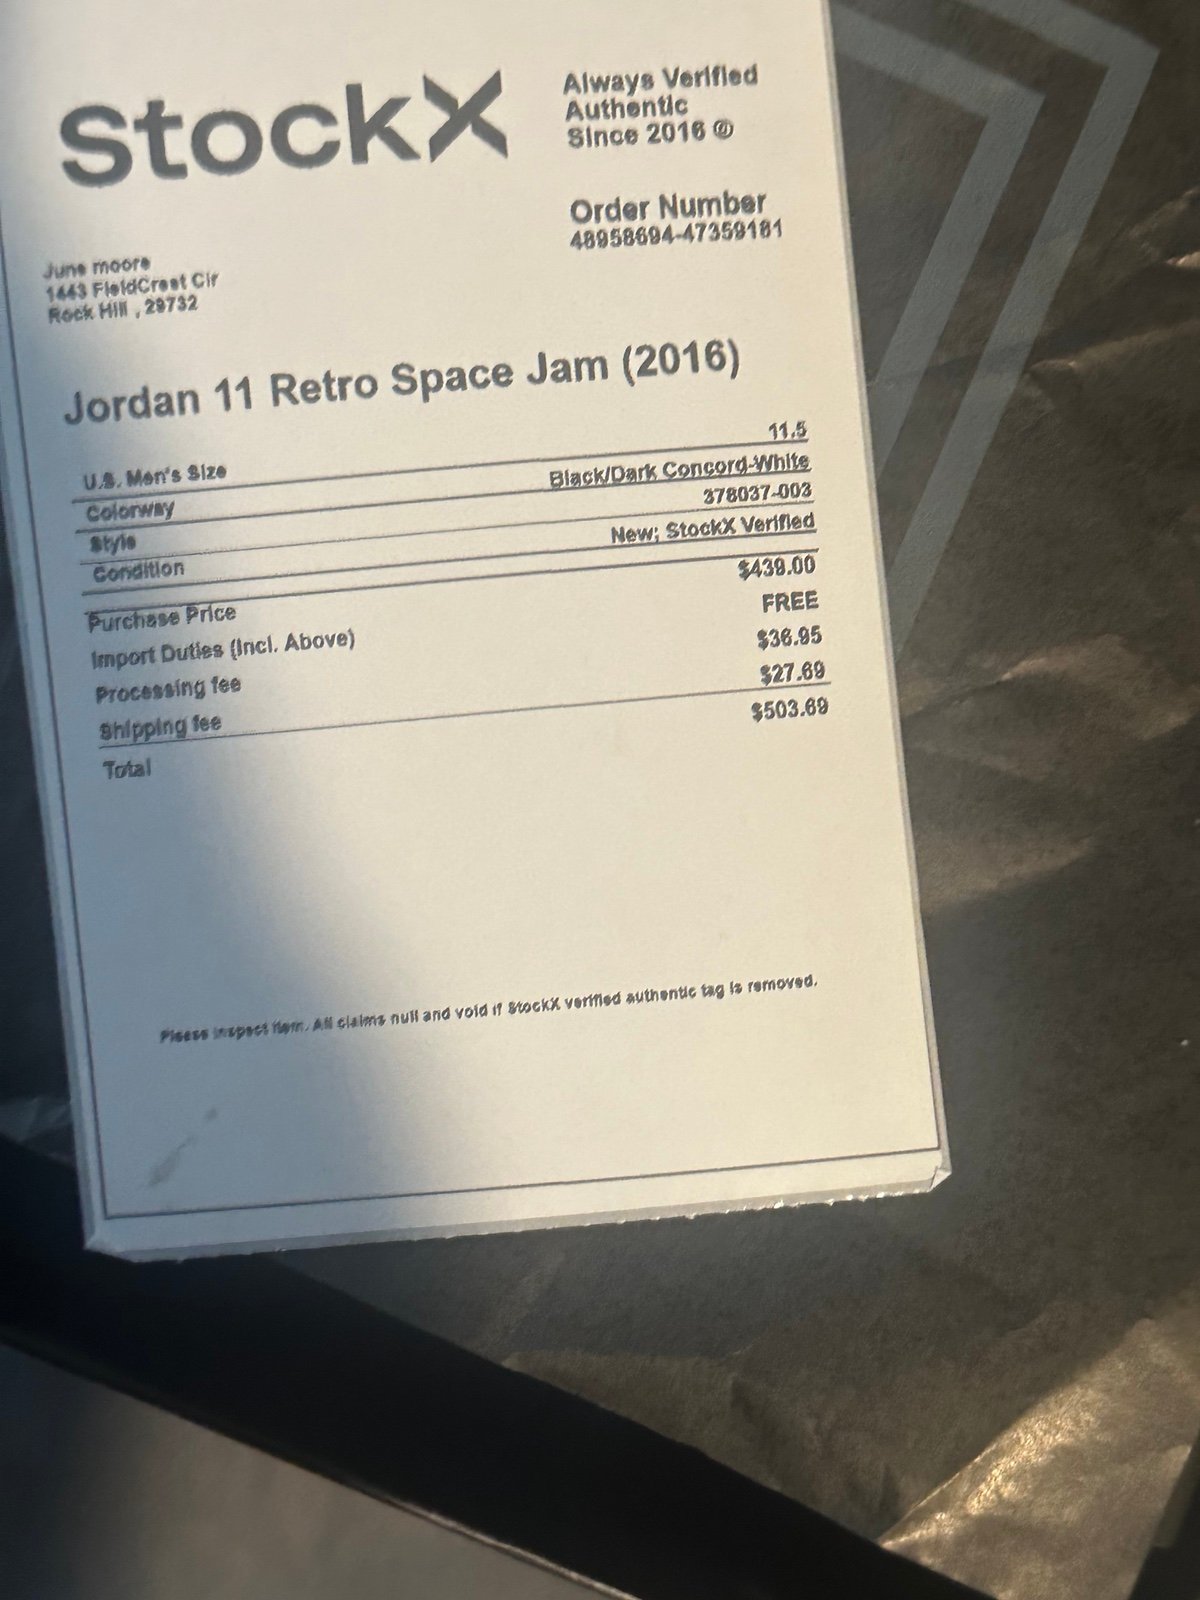 StockX
Always Verified
Authentic
Since 2016
Order Number
48958694-47359181
June moore
1443 FieldCrest Cir
Rock Hill , 29732
Jordan 11 Retro Space Jam (2016)
U.S. Men's Size 11.5
Colorway Black/Dark Concord-White
Style 378037-003
Condition New; StockX Verified
Purchase Price $439.00
Import Duties (Incl. Above) FREE
Processing fee $36.95
Shipping fee $27.69
Total $503.69
Please inspect item. All claims null and void if StockX verified authentic tag is removed.